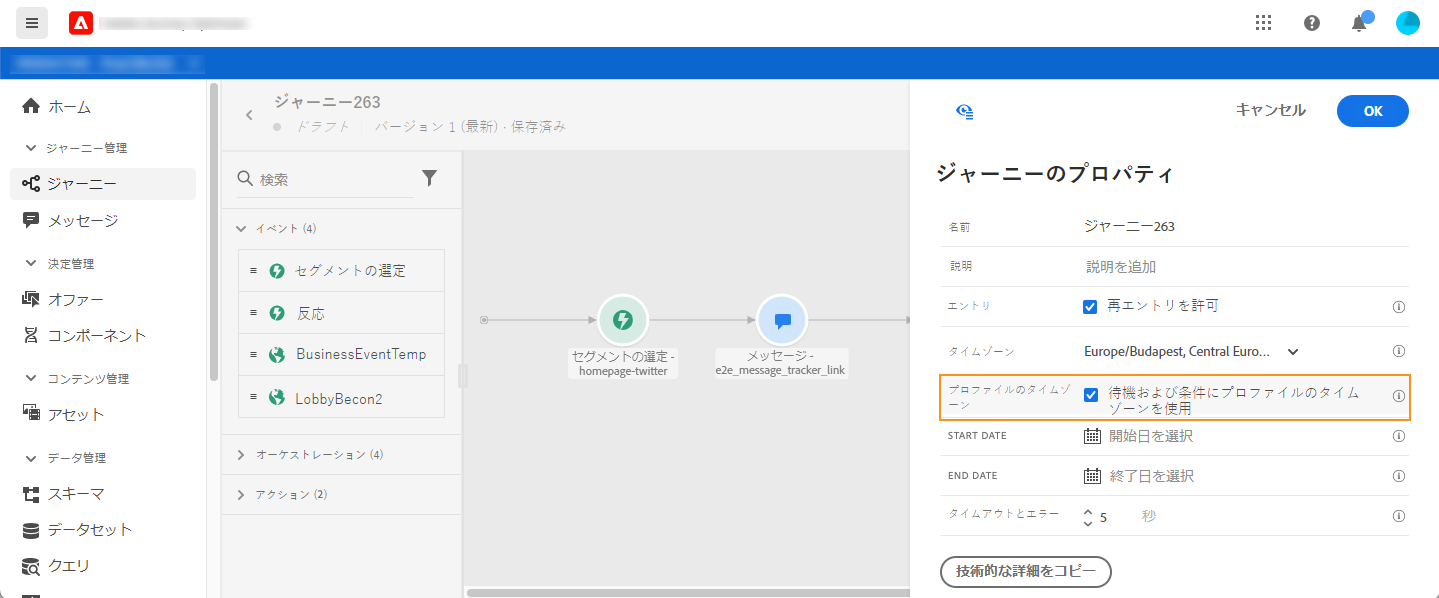 ホーム
ジャーニー管理
ジャーニー
メッセージ
決定管理
オファー
コンポーネント
コンテンツ管理
アセット
データ管理
スキーマ
データセット
クエリ
ジャーニー263
ドラフト
バージョン 1 (最新) · 保存済み
検索
イベント (4)
セグメントの選定
反応
BusinessEventTemp
LobbyBecon2
オーケストレーション (4)
アクション (2)
セグメントの選定 -
homepage-twitter
メッセージ -
e2e_message_tracker_link
キャンセル
OK
ジャーニーのプロパティ
名前
ジャーニー263
説明
説明を追加
エントリ
再エントリを許可
タイムゾーン
Europe/Budapest, Central Euro...
プロファイルのタイムゾ
ーン
待機および条件にプロファイルのタイム
ゾーンを使用
START DATE
開始日を選択
END DATE
終了日を選択
タイムアウトとエラー
5
秒
技術的な詳細をコピー